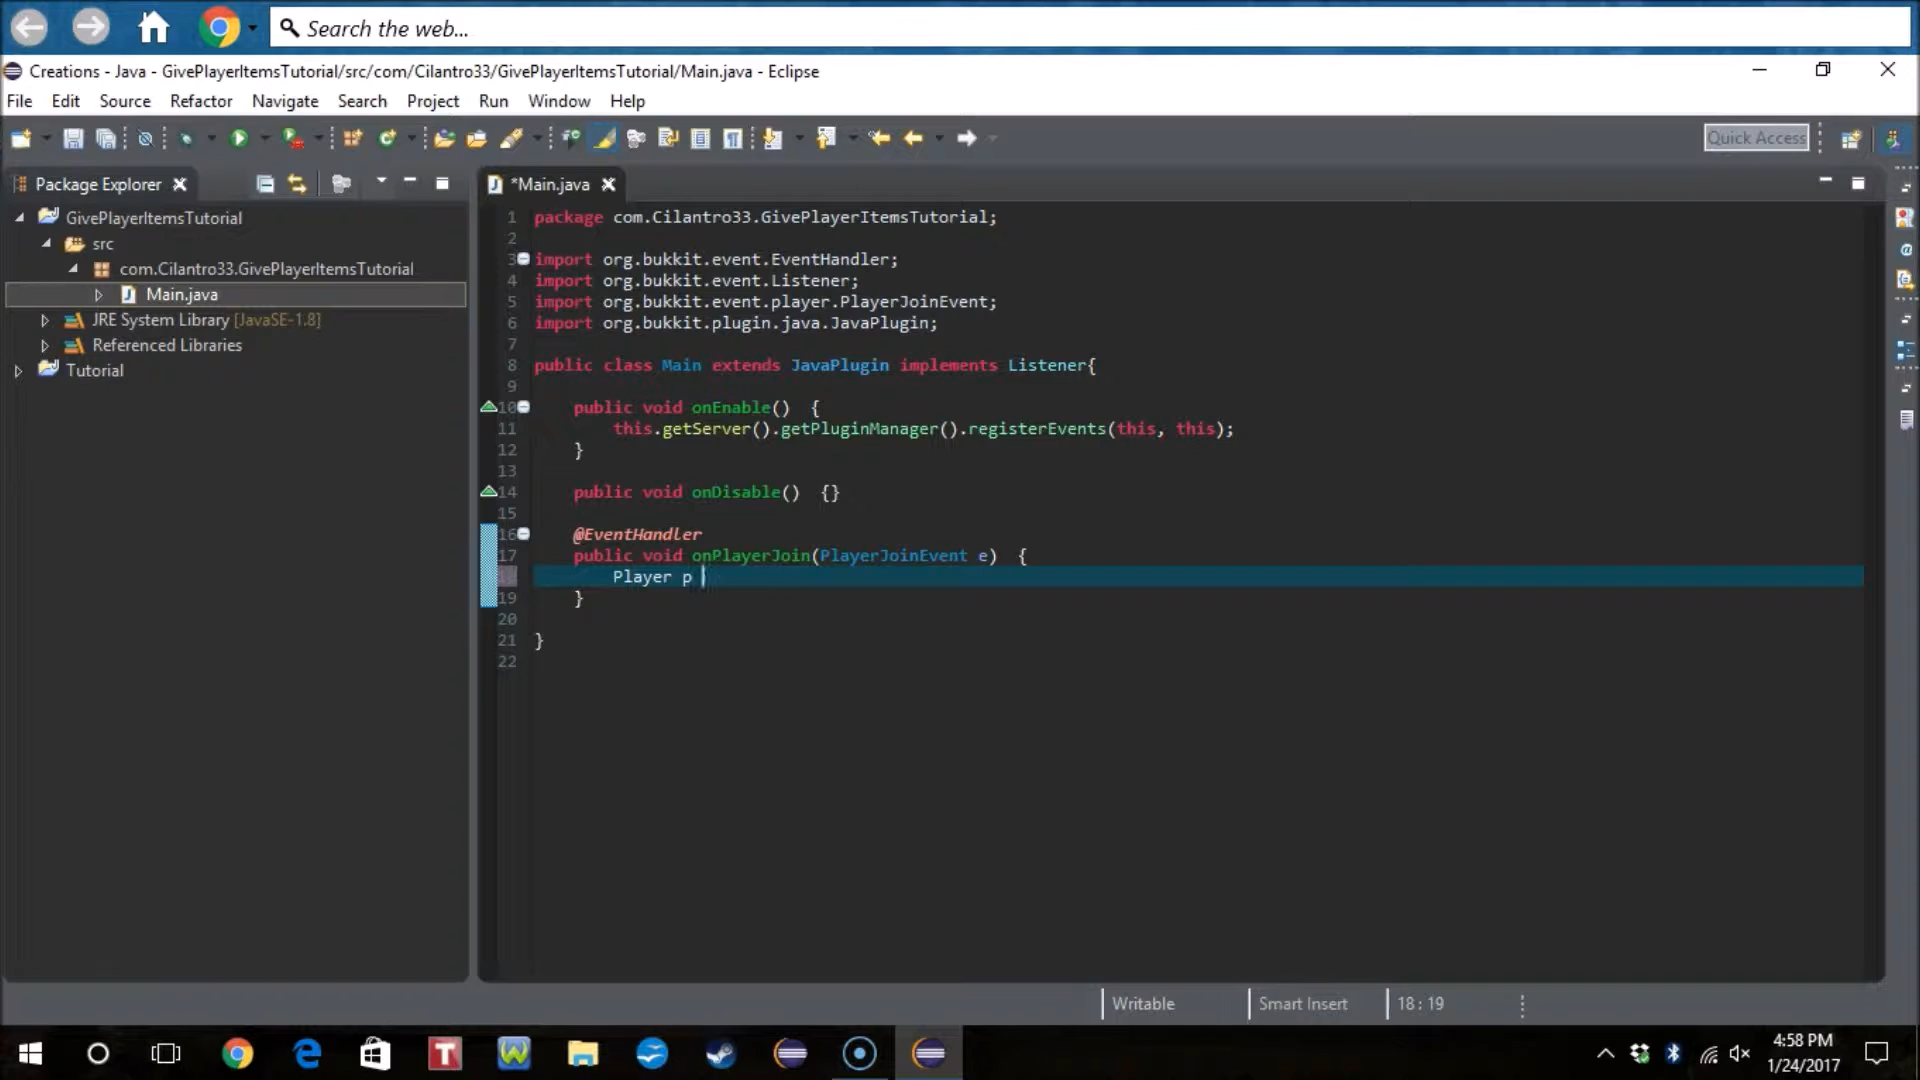 Search the web...
Creations - Java - GivePlayerItemsTutorial/src/com/Cilantro33/GivePlayerItemsTutorial/Main.java - Eclipse
File Edit Source Refactor Navigate Search Project Run Window Help
Quick Access
Package Explorer
*Main.java
GivePlayerItemsTutorial
src
com.Cilantro33.GivePlayerItemsTutorial
Main.java
JRE System Library [JavaSE-1.8]
Referenced Libraries
Tutorial
1 package com.Cilantro33.GivePlayerItemsTutorial;
2
3 import org.bukkit.event.EventHandler;
4 import org.bukkit.event.Listener;
5 import org.bukkit.event.player.PlayerJoinEvent;
6 import org.bukkit.plugin.java.JavaPlugin;
7
8 public class Main extends JavaPlugin implements Listener{
9
10 public void onEnable() {
11 this.getServer().getPluginManager().registerEvents(this, this);
12 }
13
14 public void onDisable() {}
15
16 @EventHandler
17 public void onPlayerJoin(PlayerJoinEvent e) {
18 Player p
19 }
20
21 }
22
Writable Smart Insert 18 : 19
4:58 PM
1/24/2017